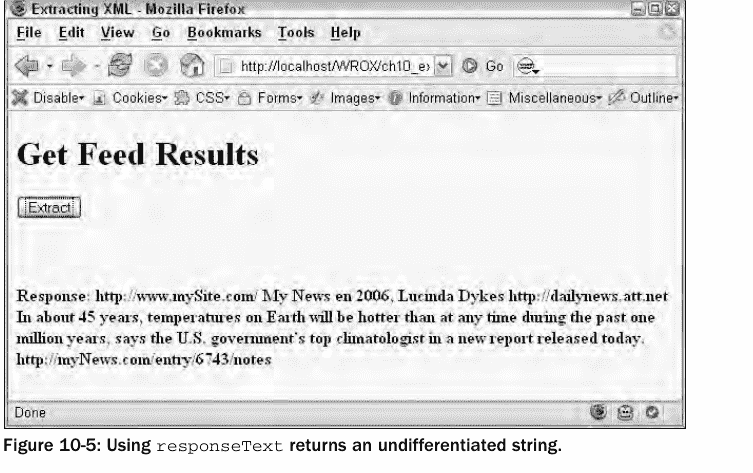 Extracting XML - Mozilla Firefox
File Edit View Go Bookmarks Tools Help
http://localhost/WROX/ch10_e Go
Disable Cookies CSS Forms Images Information Miscellaneous Outline
Get Feed Results
Extract
Response: http://www.mySite.com/ My News en 2006, Lucinda Dykes http://dailynews.att.net
In about 45 years, temperatures on Earth will be hotter than at any time during the past one
million years, says the U.S. government's top climatologist in a new report released today.
http://myNews.com/entry/6743/notes
Done
Figure 10-5: Using responseText returns an undifferentiated string.